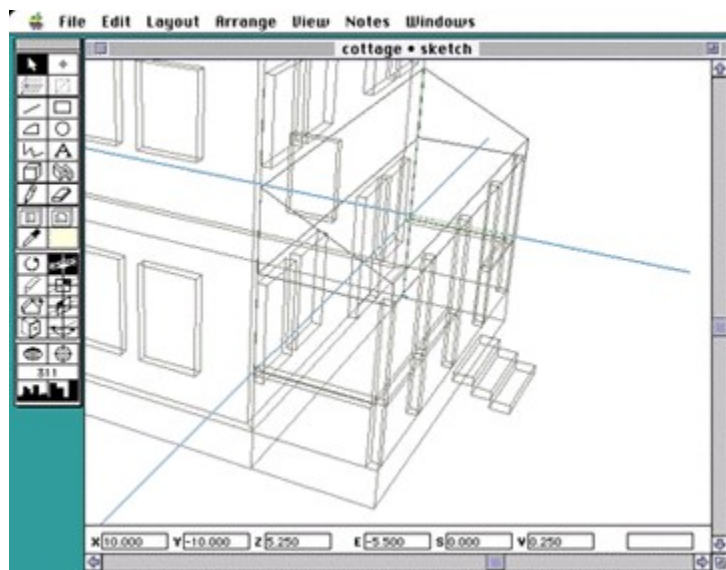 File Edit Layout Arrange View Notes Windows
cottage • sketch
A
311
X 10.000 Y -10.000 Z 5.250 E -5.500 S 0.000 V 0.250